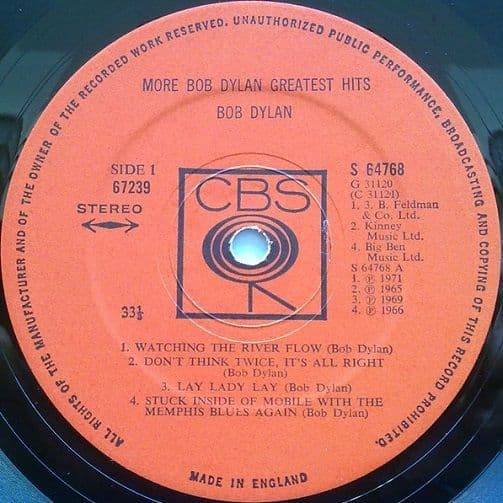 ALL RIGHTS OF THE MANUFACTURER AND OF THE OWNER OF THE RECORDED WORK RESERVED. UNAUTHORIZED PUBLIC PERFORMANCE, BROADCASTING AND COPYING OF THIS RECORD PROHIBITED.
MORE BOB DYLAN GREATEST HITS
BOB DYLAN
SIDE 1
67239
STEREO
33⅓
CBS
S 64768
G 31120
(C 31121)
1. 3. B. Feldman
& Co. Ltd.
2. Kinney
Music Ltd.
4. Big Ben
Music Ltd.
S 64768 A
1. ℗ 1971
2. ℗ 1965
3. ℗ 1969
4. ℗ 1966
1. WATCHING THE RIVER FLOW (Bob Dylan)
2. DON'T THINK TWICE, IT'S ALL RIGHT
(Bob Dylan)
3. LAY LADY LAY (Bob Dylan)
4. STUCK INSIDE OF MOBILE WITH THE
MEMPHIS BLUES AGAIN (Bob Dylan)
MADE IN ENGLAND